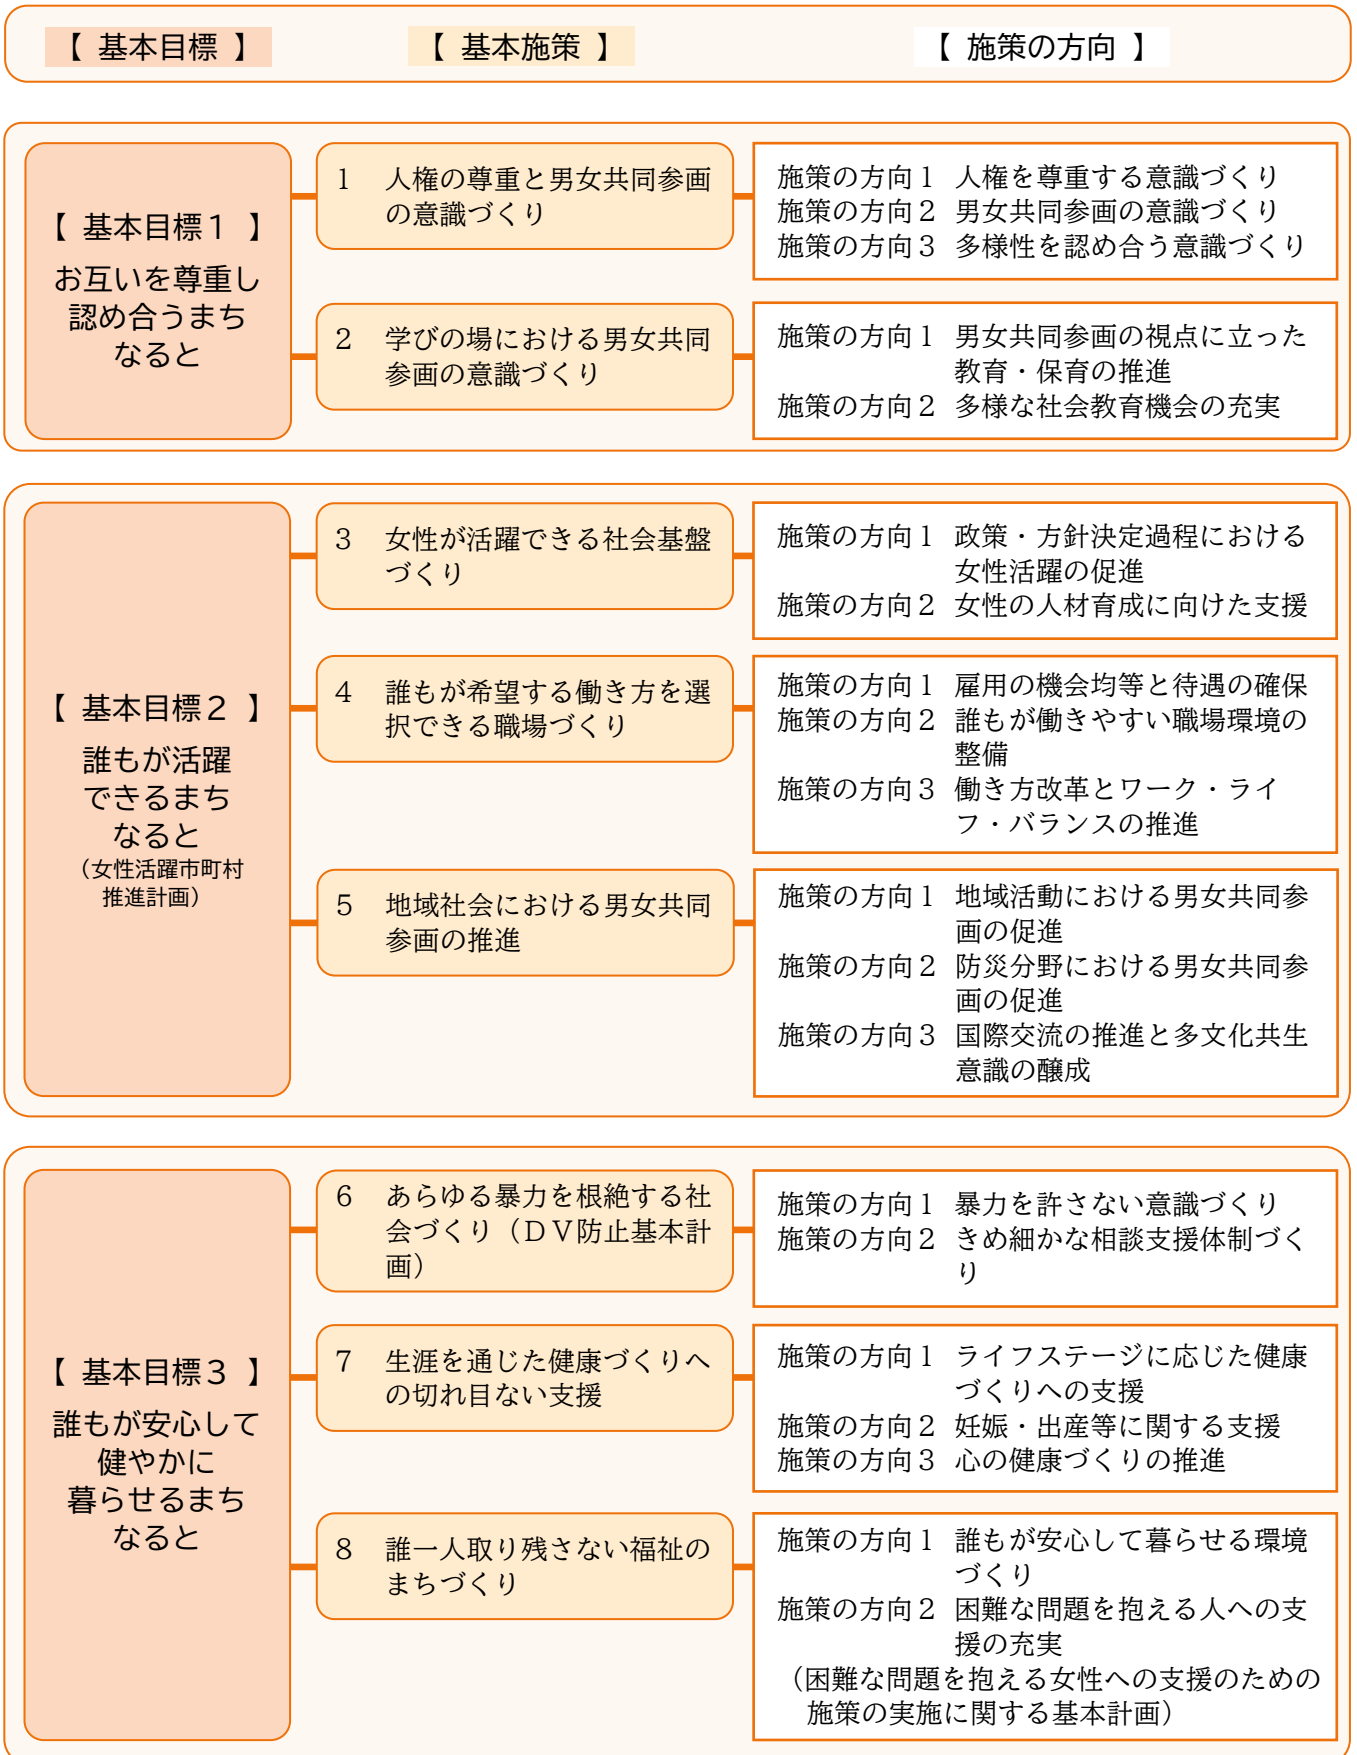 【 基本目標 】
【 基本施策 】
【 施策の方向 】
【 基本目標１ 】
お互いを尊重し
認め合うまち
なると
１ 人権の尊重と男女共同参画
の意識づくり
施策の方向１ 人権を尊重する意識づくり
施策の方向２ 男女共同参画の意識づくり
施策の方向３ 多様性を認め合う意識づくり
２ 学びの場における男女共同
参画の意識づくり
施策の方向１ 男女共同参画の視点に立った
教育・保育の推進
施策の方向２ 多様な社会教育機会の充実
【 基本目標２ 】
誰もが活躍
できるまち
なると
（女性活躍市町村
推進計画）
３ 女性が活躍できる社会基盤
づくり
施策の方向１ 政策・方針決定過程における
女性活躍の促進
施策の方向２ 女性の人材育成に向けた支援
４ 誰もが希望する働き方を選
択できる職場づくり
施策の方向１ 雇用の機会均等と待遇の確保
施策の方向２ 誰もが働きやすい職場環境の
整備
施策の方向３ 働き方改革とワーク・ライ
フ・バランスの推進
５ 地域社会における男女共同
参画の推進
施策の方向１ 地域活動における男女共同参
画の促進
施策の方向２ 防災分野における男女共同参
画の促進
施策の方向３ 国際交流の推進と多文化共生
意識の醸成
【 基本目標３ 】
誰もが安心して
健やかに
暮らせるまち
なると
６ あらゆる暴力を根絶する社
会づくり（ＤＶ防止基本計
画）
施策の方向１ 暴力を許さない意識づくり
施策の方向２ きめ細かな相談支援体制づく
り
７ 生涯を通じた健康づくりへ
の切れ目ない支援
施策の方向１ ライフステージに応じた健康
づくりへの支援
施策の方向２ 妊娠・出産等に関する支援
施策の方向３ 心の健康づくりの推進
８ 誰一人取り残さない福祉の
まちづくり
施策の方向１ 誰もが安心して暮らせる環境
づくり
施策の方向２ 困難な問題を抱える人への支
援の充実
（困難な問題を抱える女性への支援のための
施策の実施に関する基本計画）